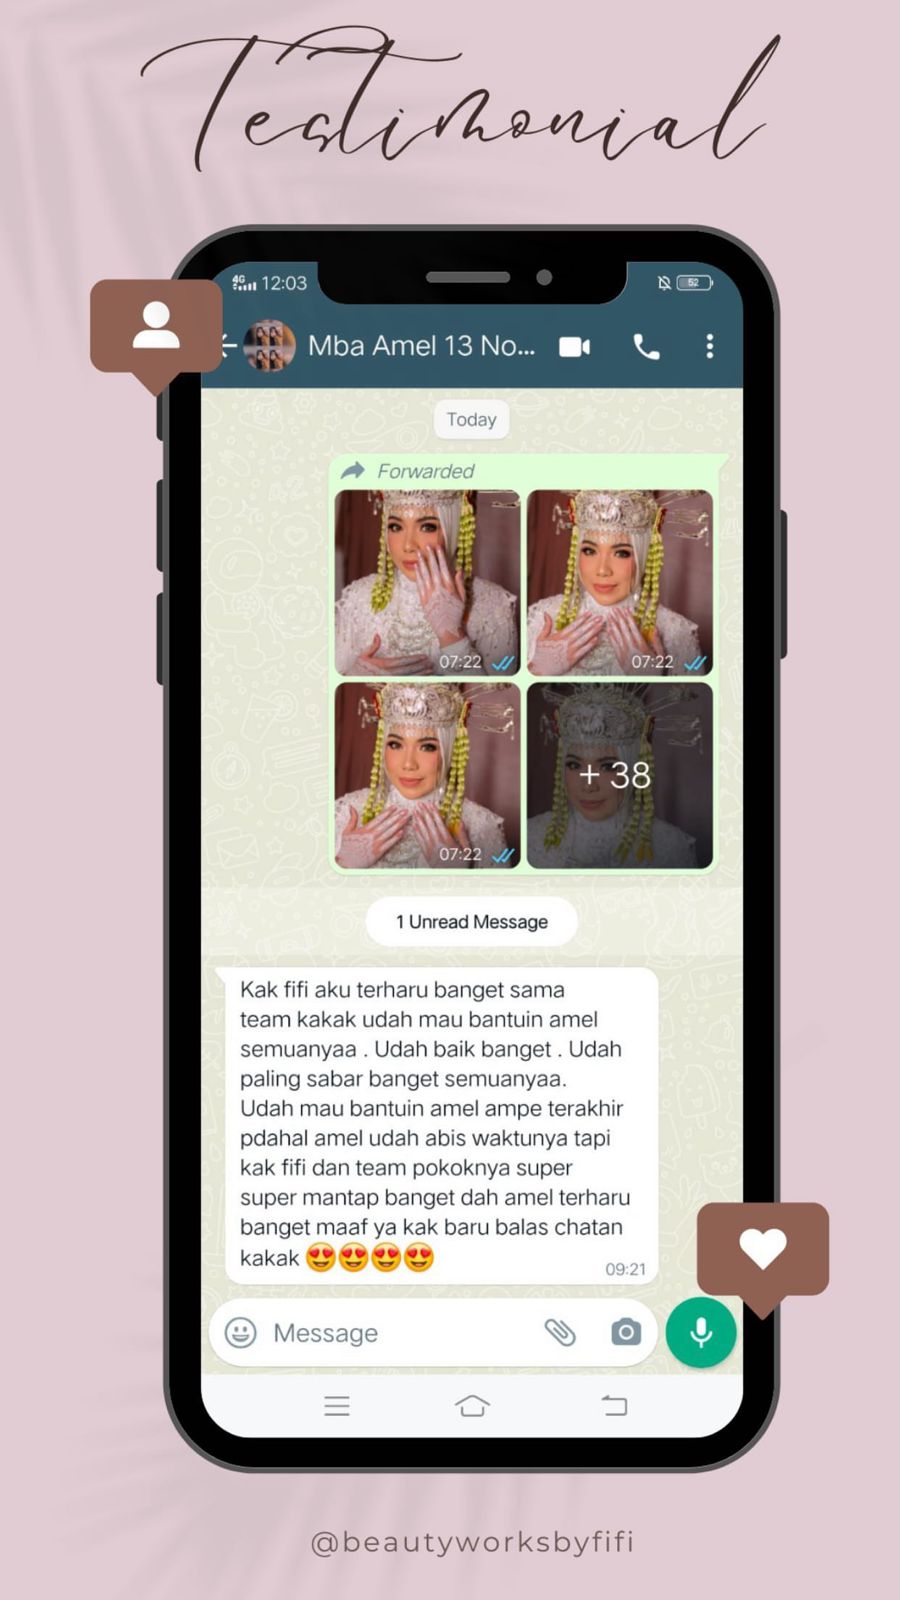 Testimonial
4G 12:03
52
Mba Amel 13 No...
Today
Forwarded
07:22
07:22
07:22
+ 38
1 Unread Message
Kak fifi aku terharu banget sama
team kakak udah mau bantuin amel
semuanyaa . Udah baik banget . Udah
paling sabar banget semuanyaa.
Udah mau bantuin amel ampe terakhir
pdahal amel udah abis waktunya tapi
kak fifi dan team pokoknya super
super mantap banget dah amel terharu
banget maaf ya kak baru balas chatan
kakak 😍😍😍😍
09:21
Message
@beautyworksbyfifi